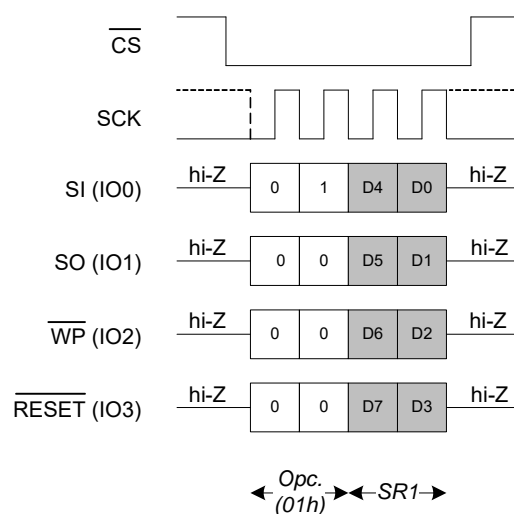 CS
SCK
SI (IO0) hi-Z 0 1 D4 D0 hi-Z
SO (IO1) hi-Z 0 0 D5 D1 hi-Z
WP (IO2) hi-Z 0 0 D6 D2 hi-Z
RESET (IO3) hi-Z 0 0 D7 D3 hi-Z
Opc. SR1
(01h)